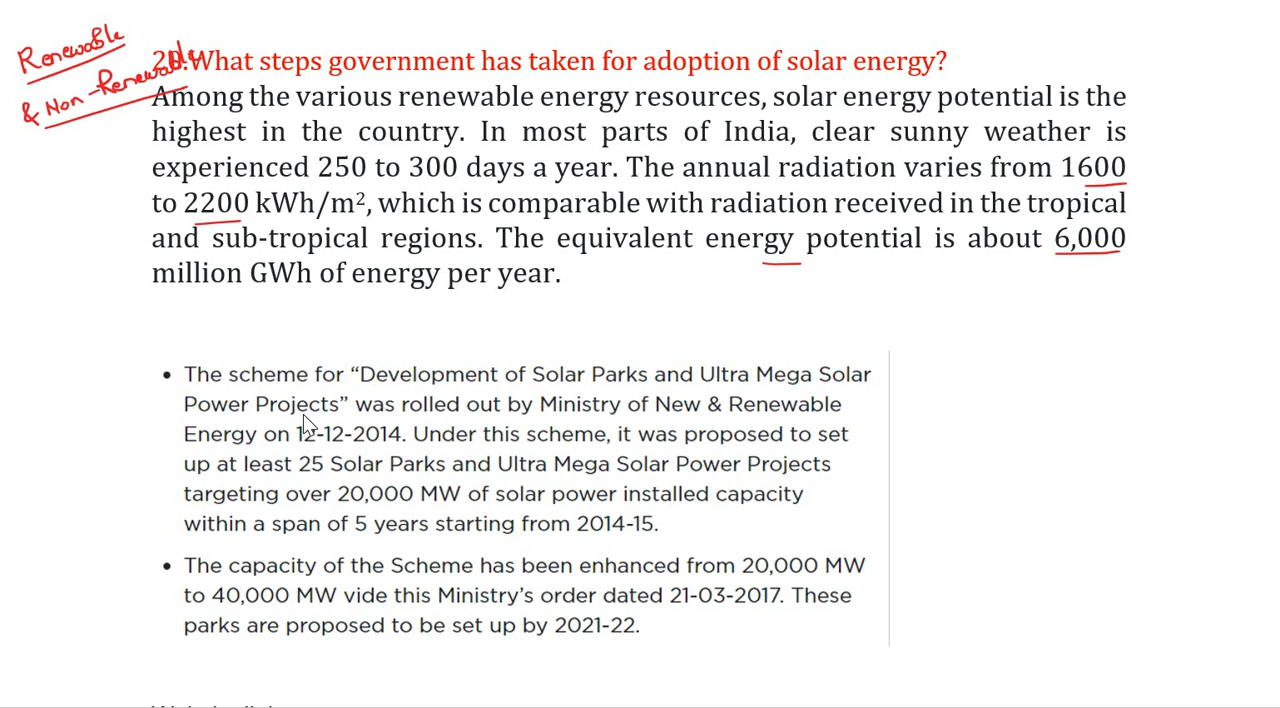 Renewable
& Non-Renewable
20.What steps government has taken for adoption of solar energy?
Among the various renewable energy resources, solar energy potential is the
highest in the country. In most parts of India, clear sunny weather is
experienced 250 to 300 days a year. The annual radiation varies from 1600
to 2200 kWh/m², which is comparable with radiation received in the tropical
and sub-tropical regions. The equivalent energy potential is about 6,000
million GWh of energy per year.
• The scheme for “Development of Solar Parks and Ultra Mega Solar
Power Projects” was rolled out by Ministry of New & Renewable
Energy on 12-12-2014. Under this scheme, it was proposed to set
up at least 25 Solar Parks and Ultra Mega Solar Power Projects
targeting over 20,000 MW of solar power installed capacity
within a span of 5 years starting from 2014-15.
• The capacity of the Scheme has been enhanced from 20,000 MW
to 40,000 MW vide this Ministry’s order dated 21-03-2017. These
parks are proposed to be set up by 2021-22.